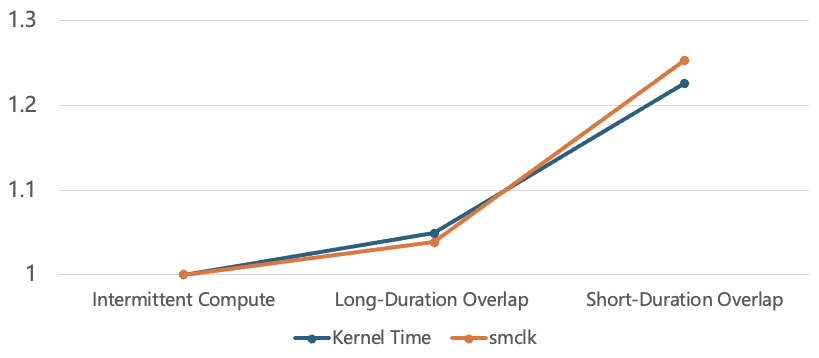 1.3
1.2
1.1
1
Intermittent Compute Long-Duration Overlap Short-Duration Overlap
Kernel Time smclk